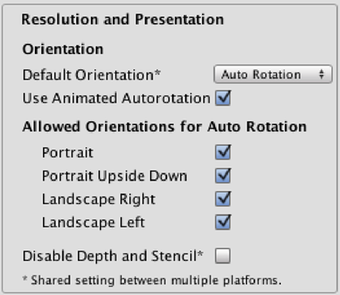 Resolution and Presentation
Orientation
Default Orientation* Auto Rotation
Use Animated Autorotation
Allowed Orientations for Auto Rotation
Portrait
Portrait Upside Down
Landscape Right
Landscape Left
Disable Depth and Stencil*
* Shared setting between multiple platforms.